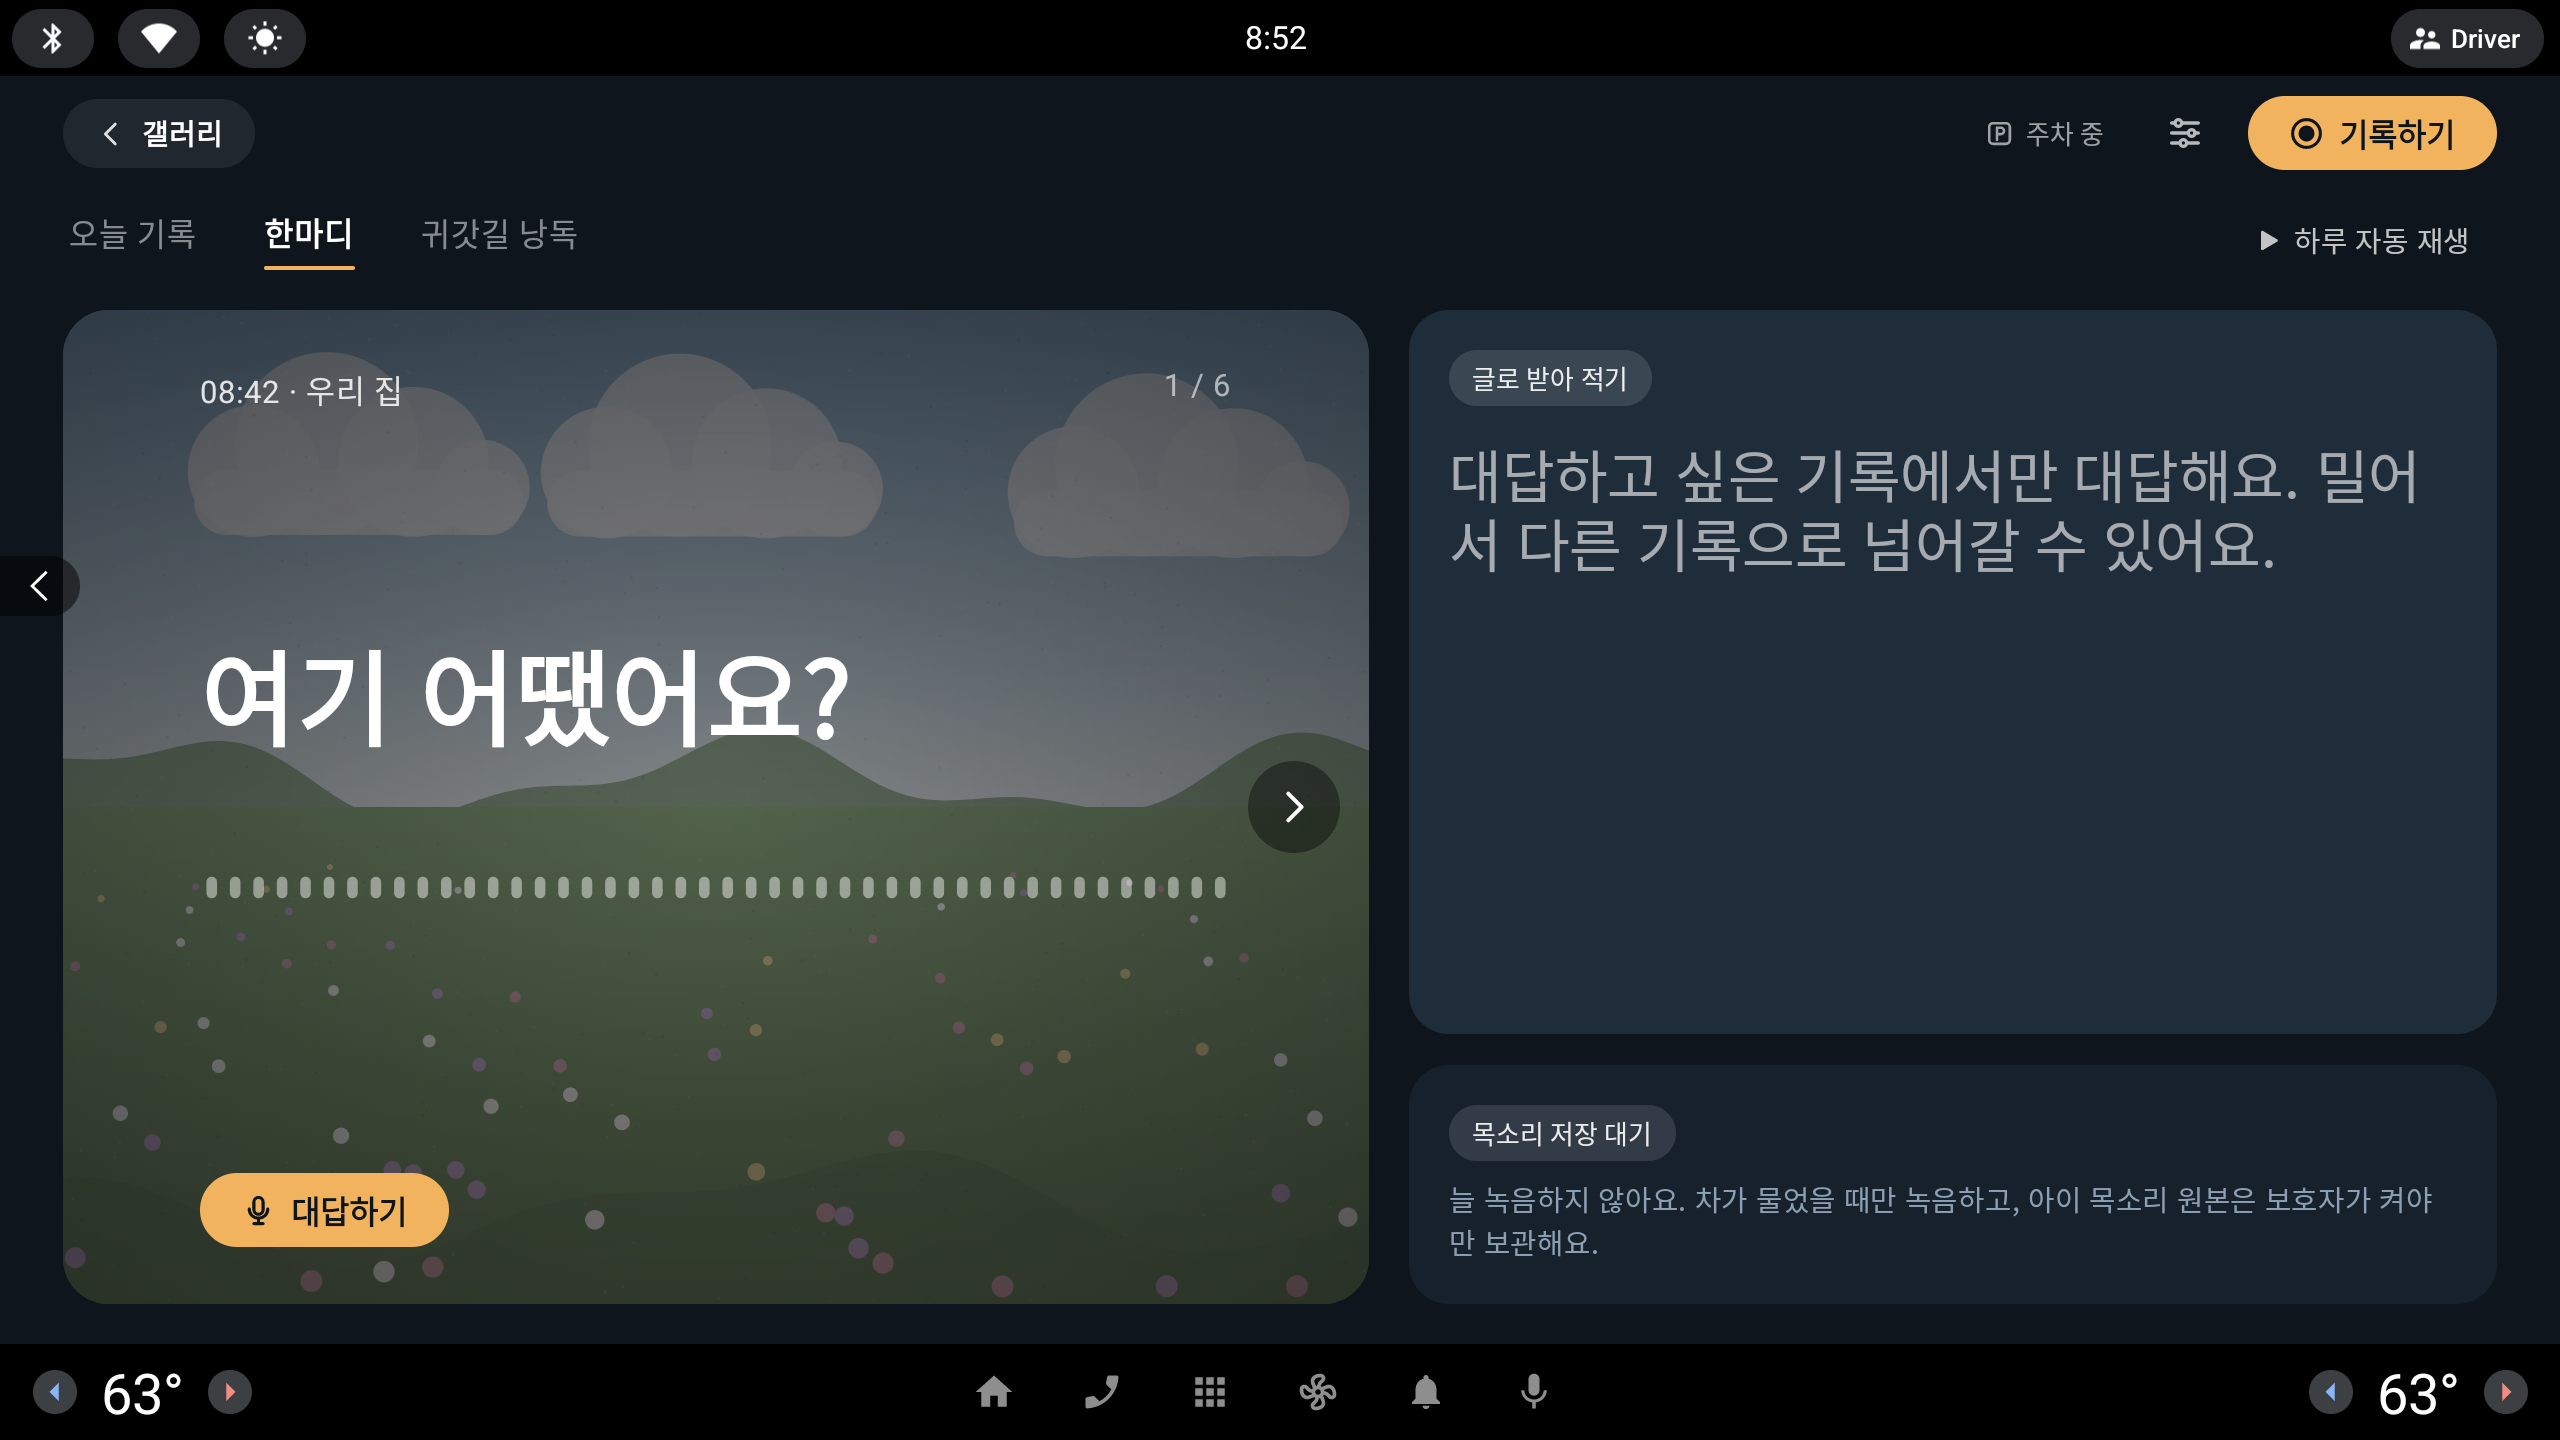 8:52
Driver
갤러리
주차 중
기록하기
오늘 기록
한마디
귀갓길 낭독
하루 자동 재생
08:42 · 우리 집
1 / 6
여기 어땠어요?
대답하기
글로 받아 적기
대답하고 싶은 기록에서만 대답해요. 밀어
서 다른 기록으로 넘어갈 수 있어요.
목소리 저장 대기
늘 녹음하지 않아요. 차가 물었을 때만 녹음하고, 아이 목소리 원본은 보호자가 켜야
만 보관해요.
63°
63°